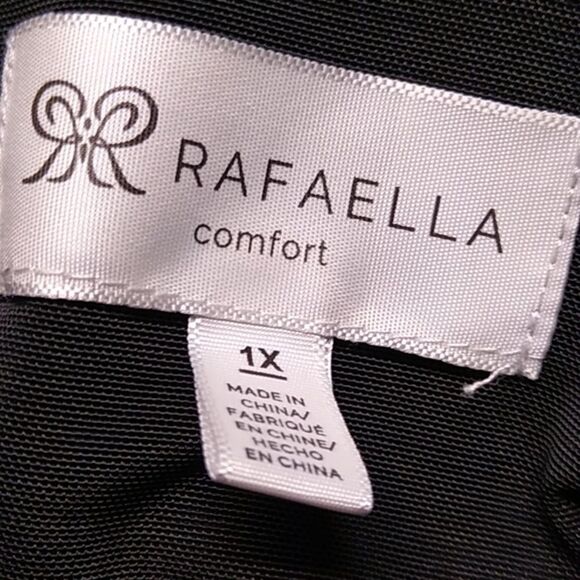 RAFAELLA
comfort
1X
MADE IN
CHINA/
FABRIQUÉ
EN CHINE/
HECHO
EN CHINA